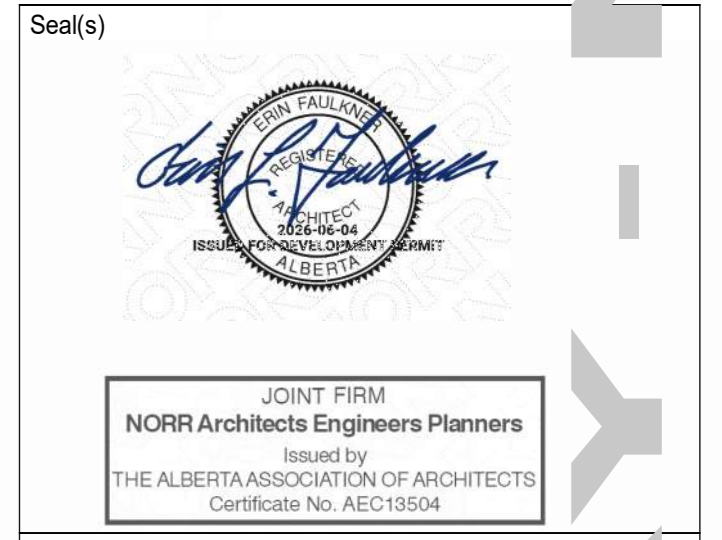 Seal(s)
ERIN FAULKNER
REGISTERED
ARCHITECT
2026-06-04
ISSUED FOR DEVELOPMENT PERMIT
ALBERTA
JOINT FIRM
NORR Architects Engineers Planners
Issued by
THE ALBERTA ASSOCIATION OF ARCHITECTS
Certificate No. AEC13504